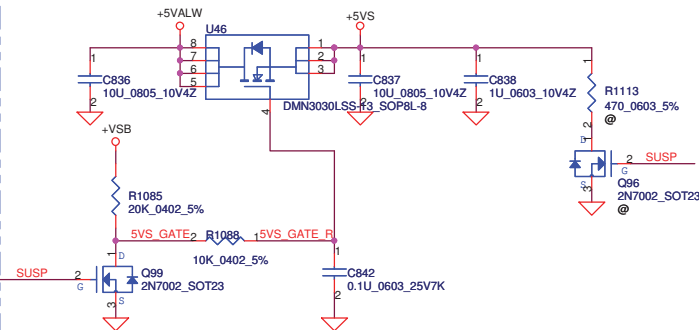 +5VALW
+5VS
U46
8
7
6
5
1
2
3
4
1
2
C836
10U_0805_10V4Z
1
2
C837
10U_0805_10V4Z
1
2
C838
1U_0603_10V4Z
DMN3030LSS-13_SOP8L-8
1
2
R1113
470_0603_5%
@
+VSB
R1085
20K_0402_5%
1
D
3
S
2
G
SUSP
Q96
2N7002_SOT23
@
5VS_GATE
2
R1088
1
5VS_GATE_R
10K_0402_5%
SUSP
2
G
1
D
3
S
Q99
2N7002_SOT23
1
2
C842
0.1U_0603_25V7K